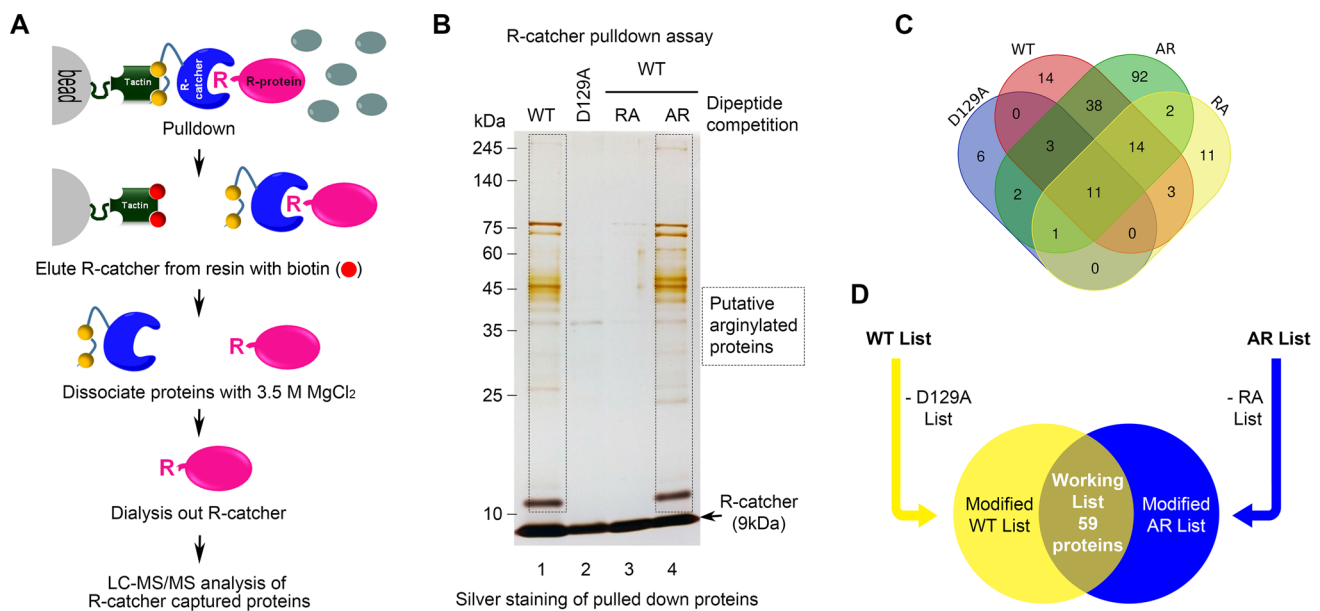 A
bead
Tactin
R-catcher
R
R-protein
Pulldown
Tactin
R
Elute R-catcher from resin with biotin ( )
R
Dissociate proteins with 3.5 M MgCl₂
R
Dialysis out R-catcher
LC-MS/MS analysis of
R-catcher captured proteins
B
R-catcher pulldown assay
WT
kDa
WT
D129A
RA
AR
Dipeptide
competition
245
140
75
60
45
35
25
10
Putative
arginylated
proteins
R-catcher
(9kDa)
1
2
3
4
Silver staining of pulled down proteins
C
D129A
WT
AR
RA
14
92
0
38
2
6
3
14
11
2
11
3
1
0
0
D
WT List
AR List
- D129A
List
- RA
List
Modified
WT List
Working
List
59
proteins
Modified
AR List